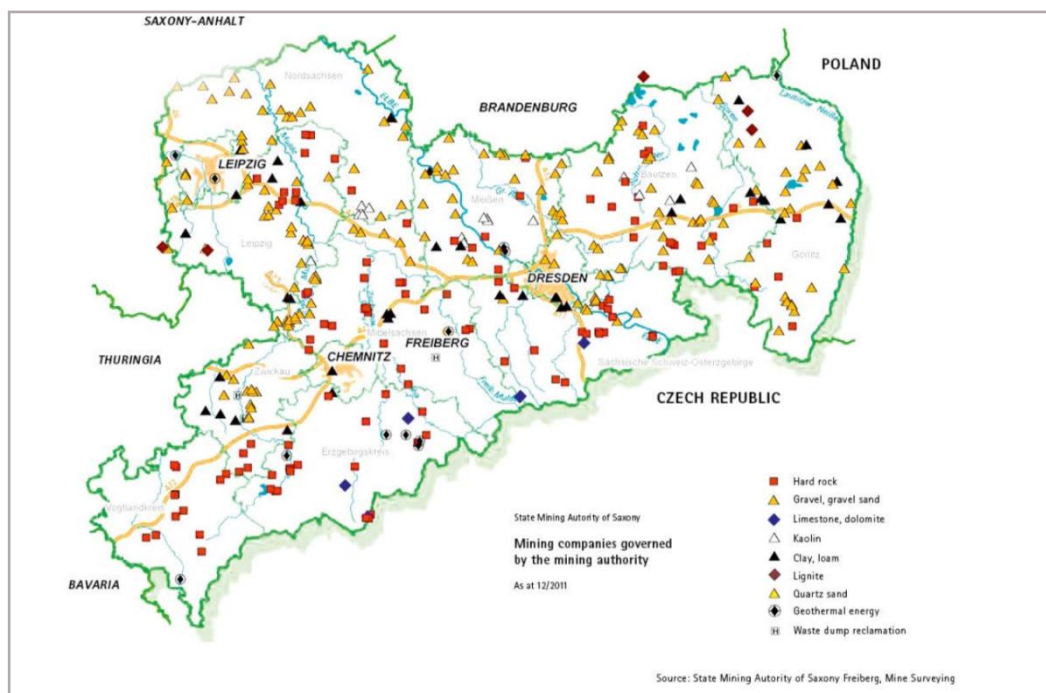 SAXONY-ANHALT
POLAND
Nordsachsen
ELBE
Lausitzer Neiße
BRANDENBURG
LEIPZIG
Bautzen
Meißen
Leipzig
Görlitz
DRESDEN
Mittelsachsen
FREIBERG
THURINGIA
CHEMNITZ
Sächsische Schweiz-Osterzgebirge
Zwickau
CZECH REPUBLIC
Erzgebirgskreis
Vogtlandkreis
BAVARIA
State Mining Autority of Saxony
Mining companies governed
by the mining authority
As at 12/2011
Hard rock
Gravel, gravel sand
Limestone, dolomite
Kaolin
Clay, loam
Lignite
Quartz sand
Geothermal energy
H Waste dump reclamation
Source: State Mining Autority of Saxony Freiberg, Mine Surveying